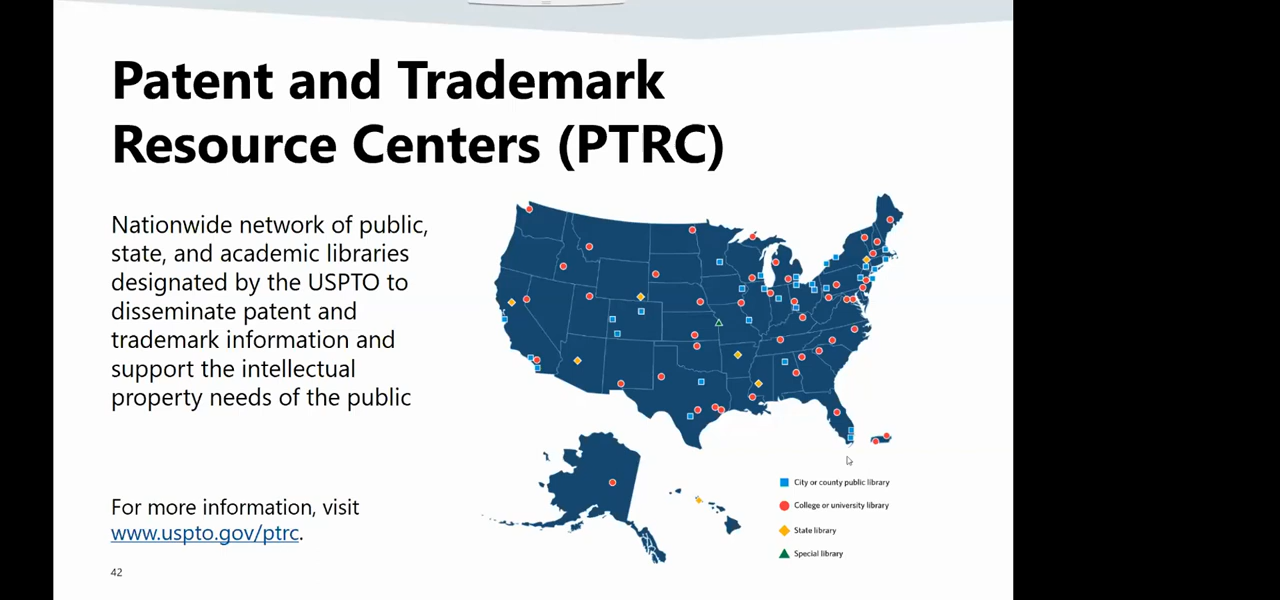 Patent and Trademark
Resource Centers (PTRC)
Nationwide network of public,
state, and academic libraries
designated by the USPTO to
disseminate patent and
trademark information and
support the intellectual
property needs of the public
For more information, visit
www.uspto.gov/ptrc.
City or county public library
College or university library
State library
Special library
42